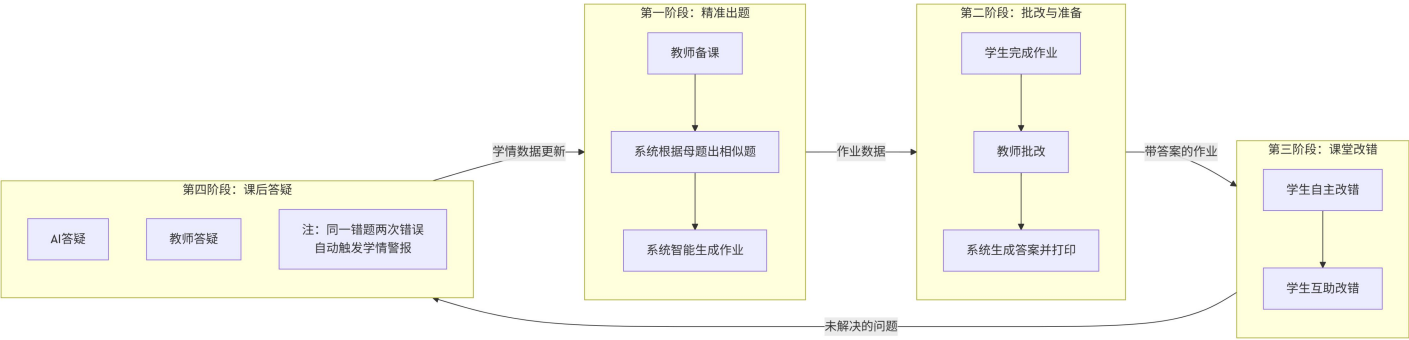 第一阶段：精准出题
教师备课
系统根据母题出相似题
系统智能生成作业
作业数据
第二阶段：批改与准备
学生完成作业
教师批改
系统生成答案并打印
带答案的作业
第三阶段：课堂改错
学生自主改错
学生互助改错
未解决的问题
第四阶段：课后答疑
AI答疑
教师答疑
注：同一错题两次错误
自动触发学情警报
学情数据更新